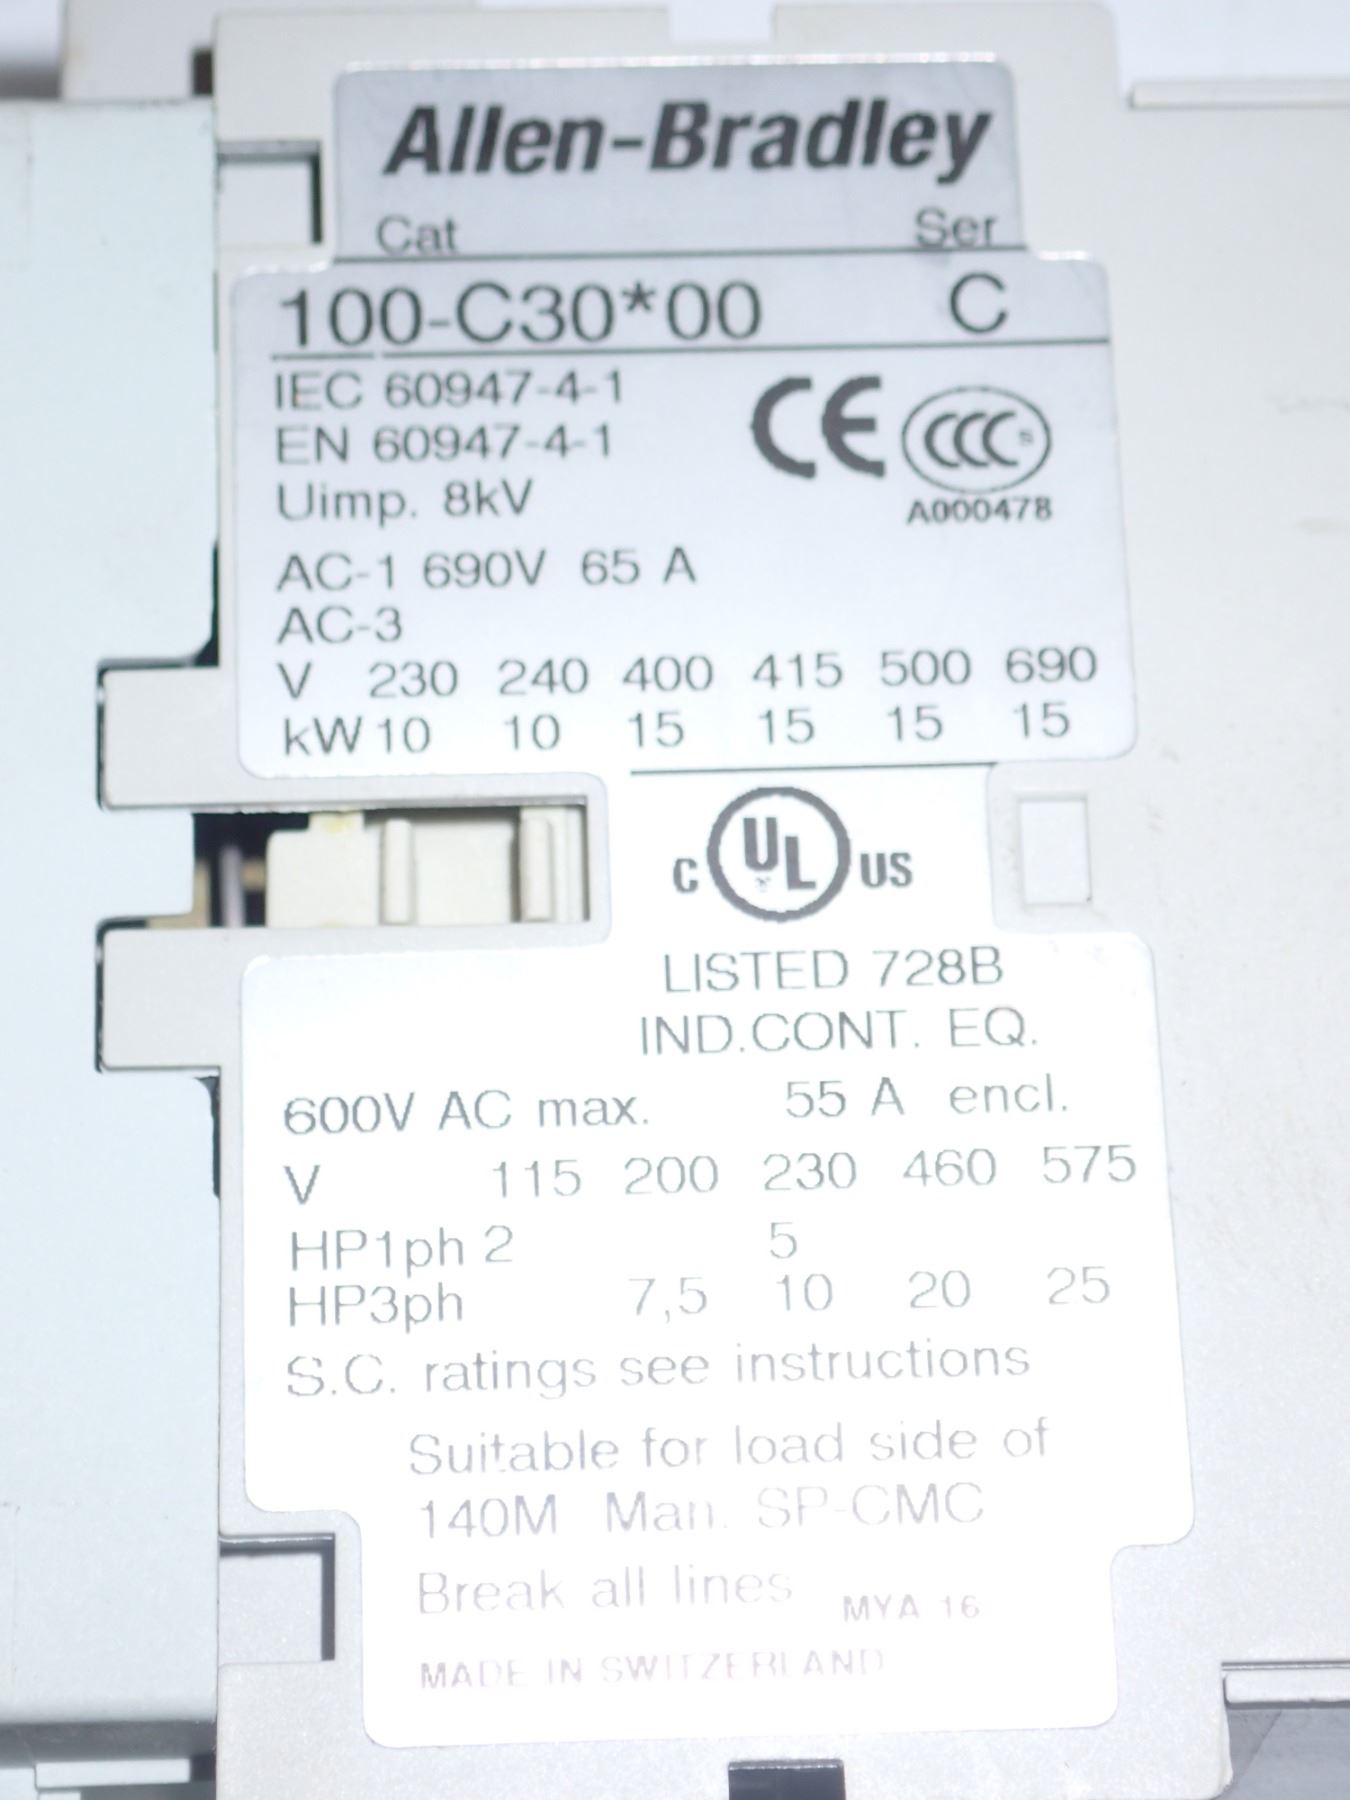 Allen-Bradley
Cat Ser
100-C30*00 C
IEC 60947-4-1
EN 60947-4-1
CE CCC S
A000478
Uimp. 8kV
AC-1 690V 65 A
AC-3
V 230 240 400 415 500 690
kW 10 10 15 15 15 15
C UL US
LISTED 728B
IND.CONT. EQ.
600V AC max. 55 A encl.
V 115 200 230 460 575
HP1ph 2 5
HP3ph 7,5 10 20 25
S.C. ratings see instructions
Suitable for load side of
140M Man. SP-CMC
Break all lines MYA 16
MADE IN SWITZERLAND